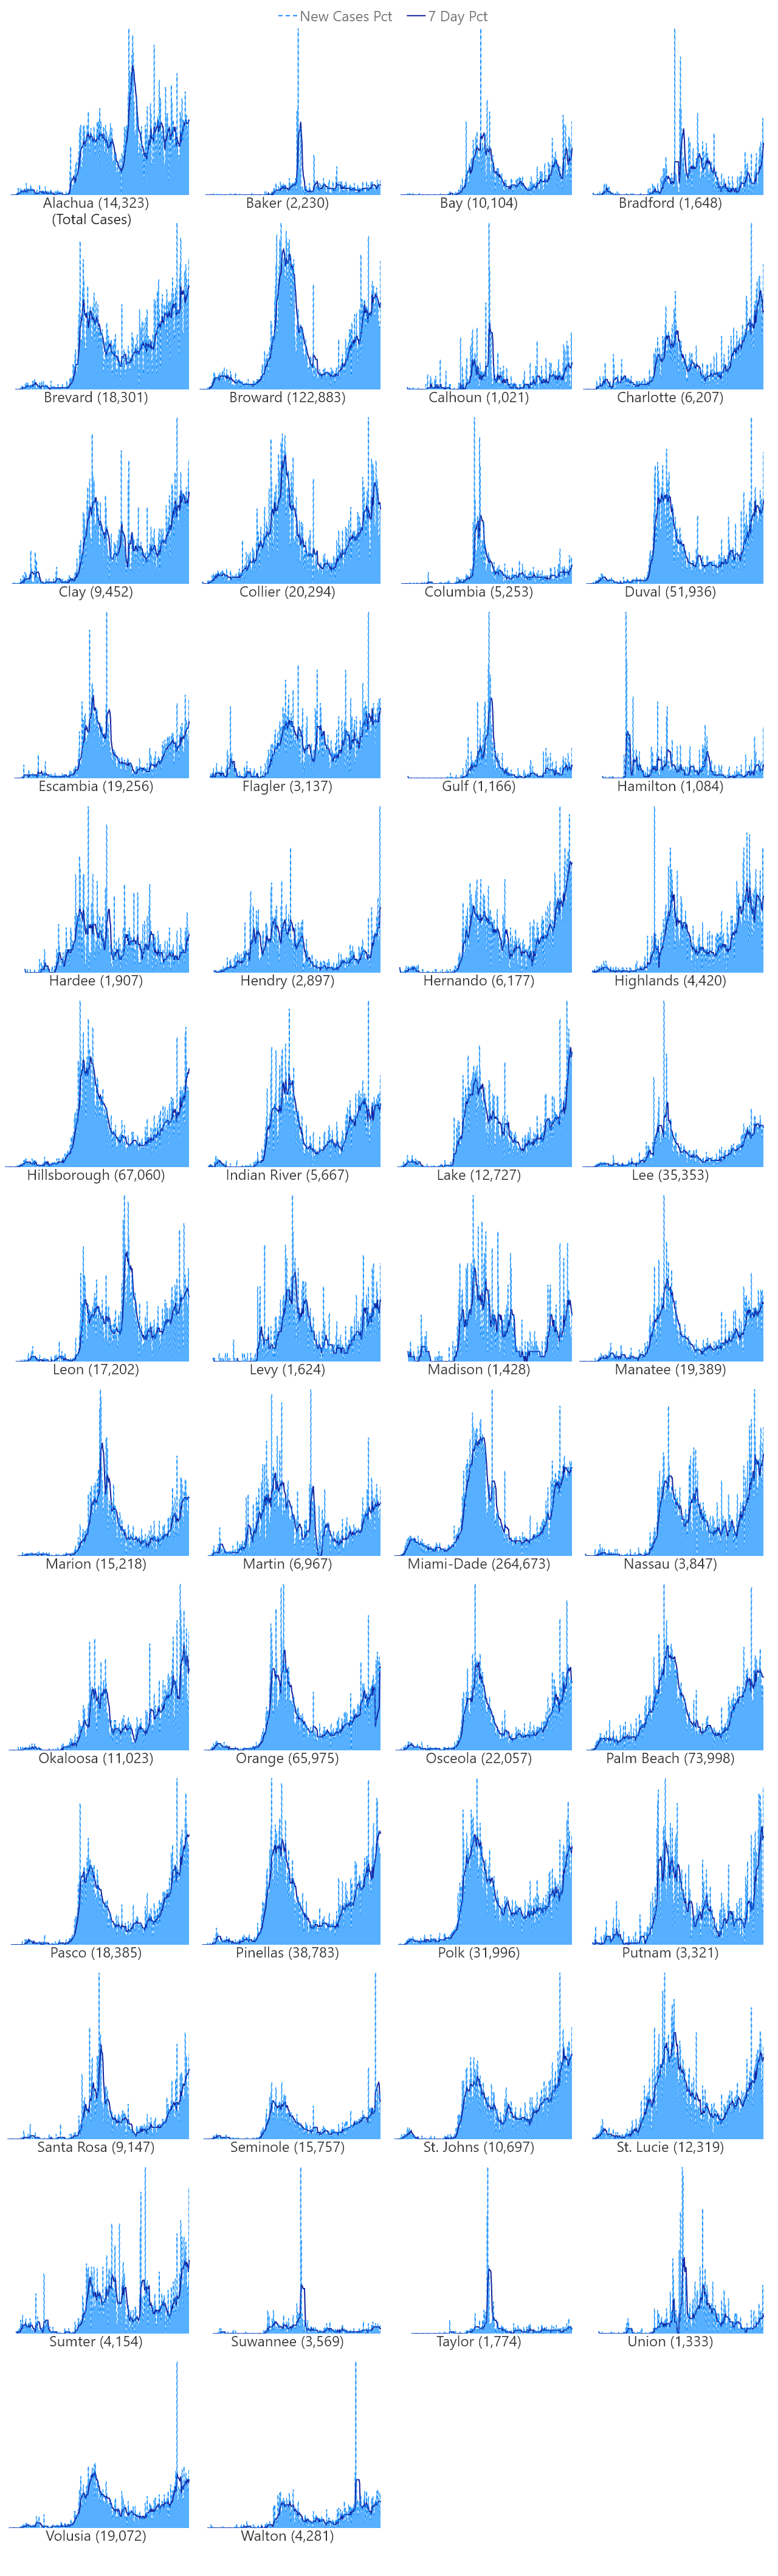 New Cases Pct 7 Day Pct
Alachua (14,323) Baker (2,230) Bay (10,104) Bradford (1,648)
(Total Cases)
Brevard (18,301) Broward (122,883) Calhoun (1,021) Charlotte (6,207)
Clay (9,452) Collier (20,294) Columbia (5,253) Duval (51,936)
Escambia (19,256) Flagler (3,137) Gulf (1,166) Hamilton (1,084)
Hardee (1,907) Hendry (2,897) Hernando (6,177) Highlands (4,420)
Hillsborough (67,060) Indian River (5,667) Lake (12,727) Lee (35,353)
Leon (17,202) Levy (1,624) Madison (1,428) Manatee (19,389)
Marion (15,218) Martin (6,967) Miami-Dade (264,673) Nassau (3,847)
Okaloosa (11,023) Orange (65,975) Osceola (22,057) Palm Beach (73,998)
Pasco (18,385) Pinellas (38,783) Polk (31,996) Putnam (3,321)
Santa Rosa (9,147) Seminole (15,757) St. Johns (10,697) St. Lucie (12,319)
Sumter (4,154) Suwannee (3,569) Taylor (1,774) Union (1,333)
Volusia (19,072) Walton (4,281)